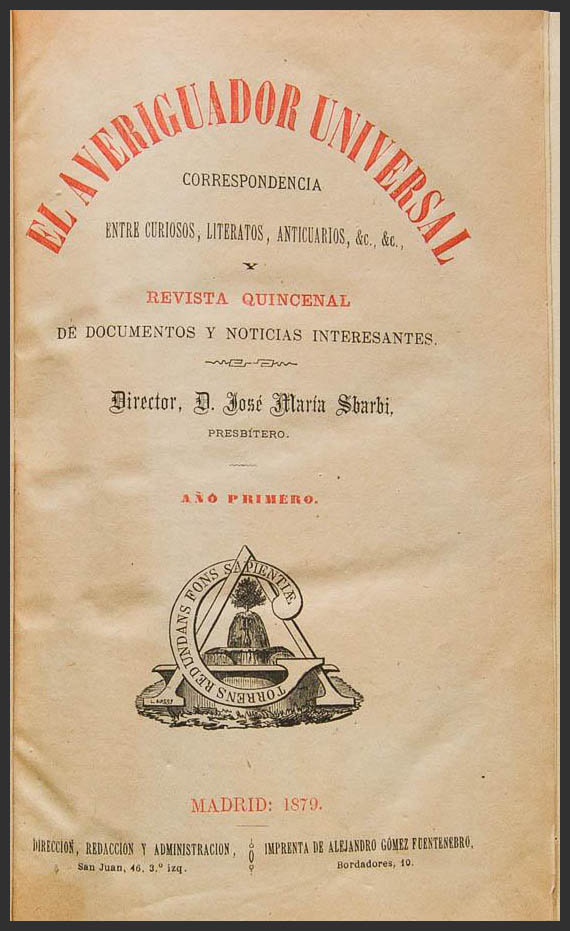 EL AVERIGUADOR UNIVERSAL
CORRESPONDENCIA
ENTRE CURIOSOS, LITERATOS, ANTICUARIOS, &c., &c.,
Y
REVISTA QUINCENAL
DE DOCUMENTOS Y NOTICIAS INTERESANTES.
Director, D. José María Sbarbi,
PRESBÍTERO.
AÑO PRIMERO.
TORRENS REDUNDANS FONS SAPIENTIÆ
MADRID: 1879.
DIRECCION, REDACCION Y ADMINISTRACION,
San Juan, 46, 3.º izq.
IMPRENTA DE ALEJANDRO GÓMEZ FUENTENEBRO,
Bordadores, 10.